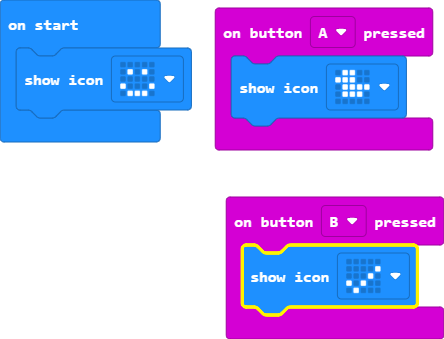 on start
show icon
on button A pressed
show icon
on button B pressed
show icon